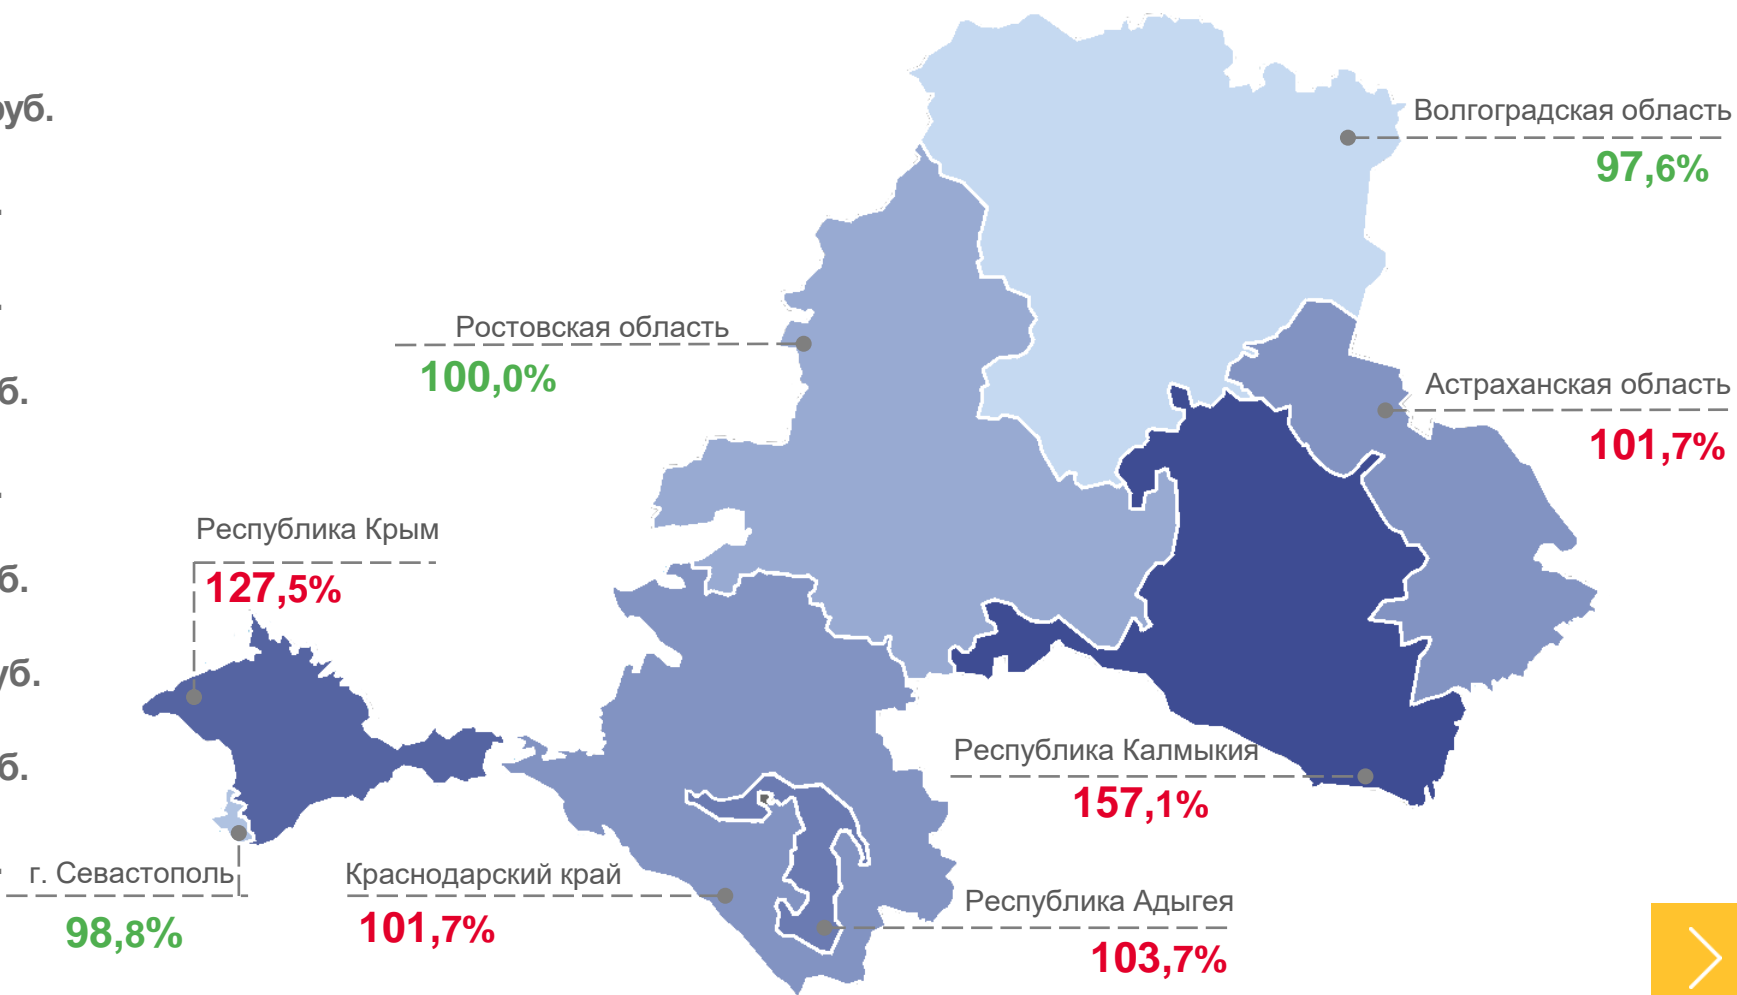 руб.
Волгоградская область
97,6%
Ростовская область
100,0%
Астраханская область
101,7%
Республика Крым
127,5%
Республика Калмыкия
157,1%
г. Севастополь
98,8%
Краснодарский край
101,7%
Республика Адыгея
103,7%